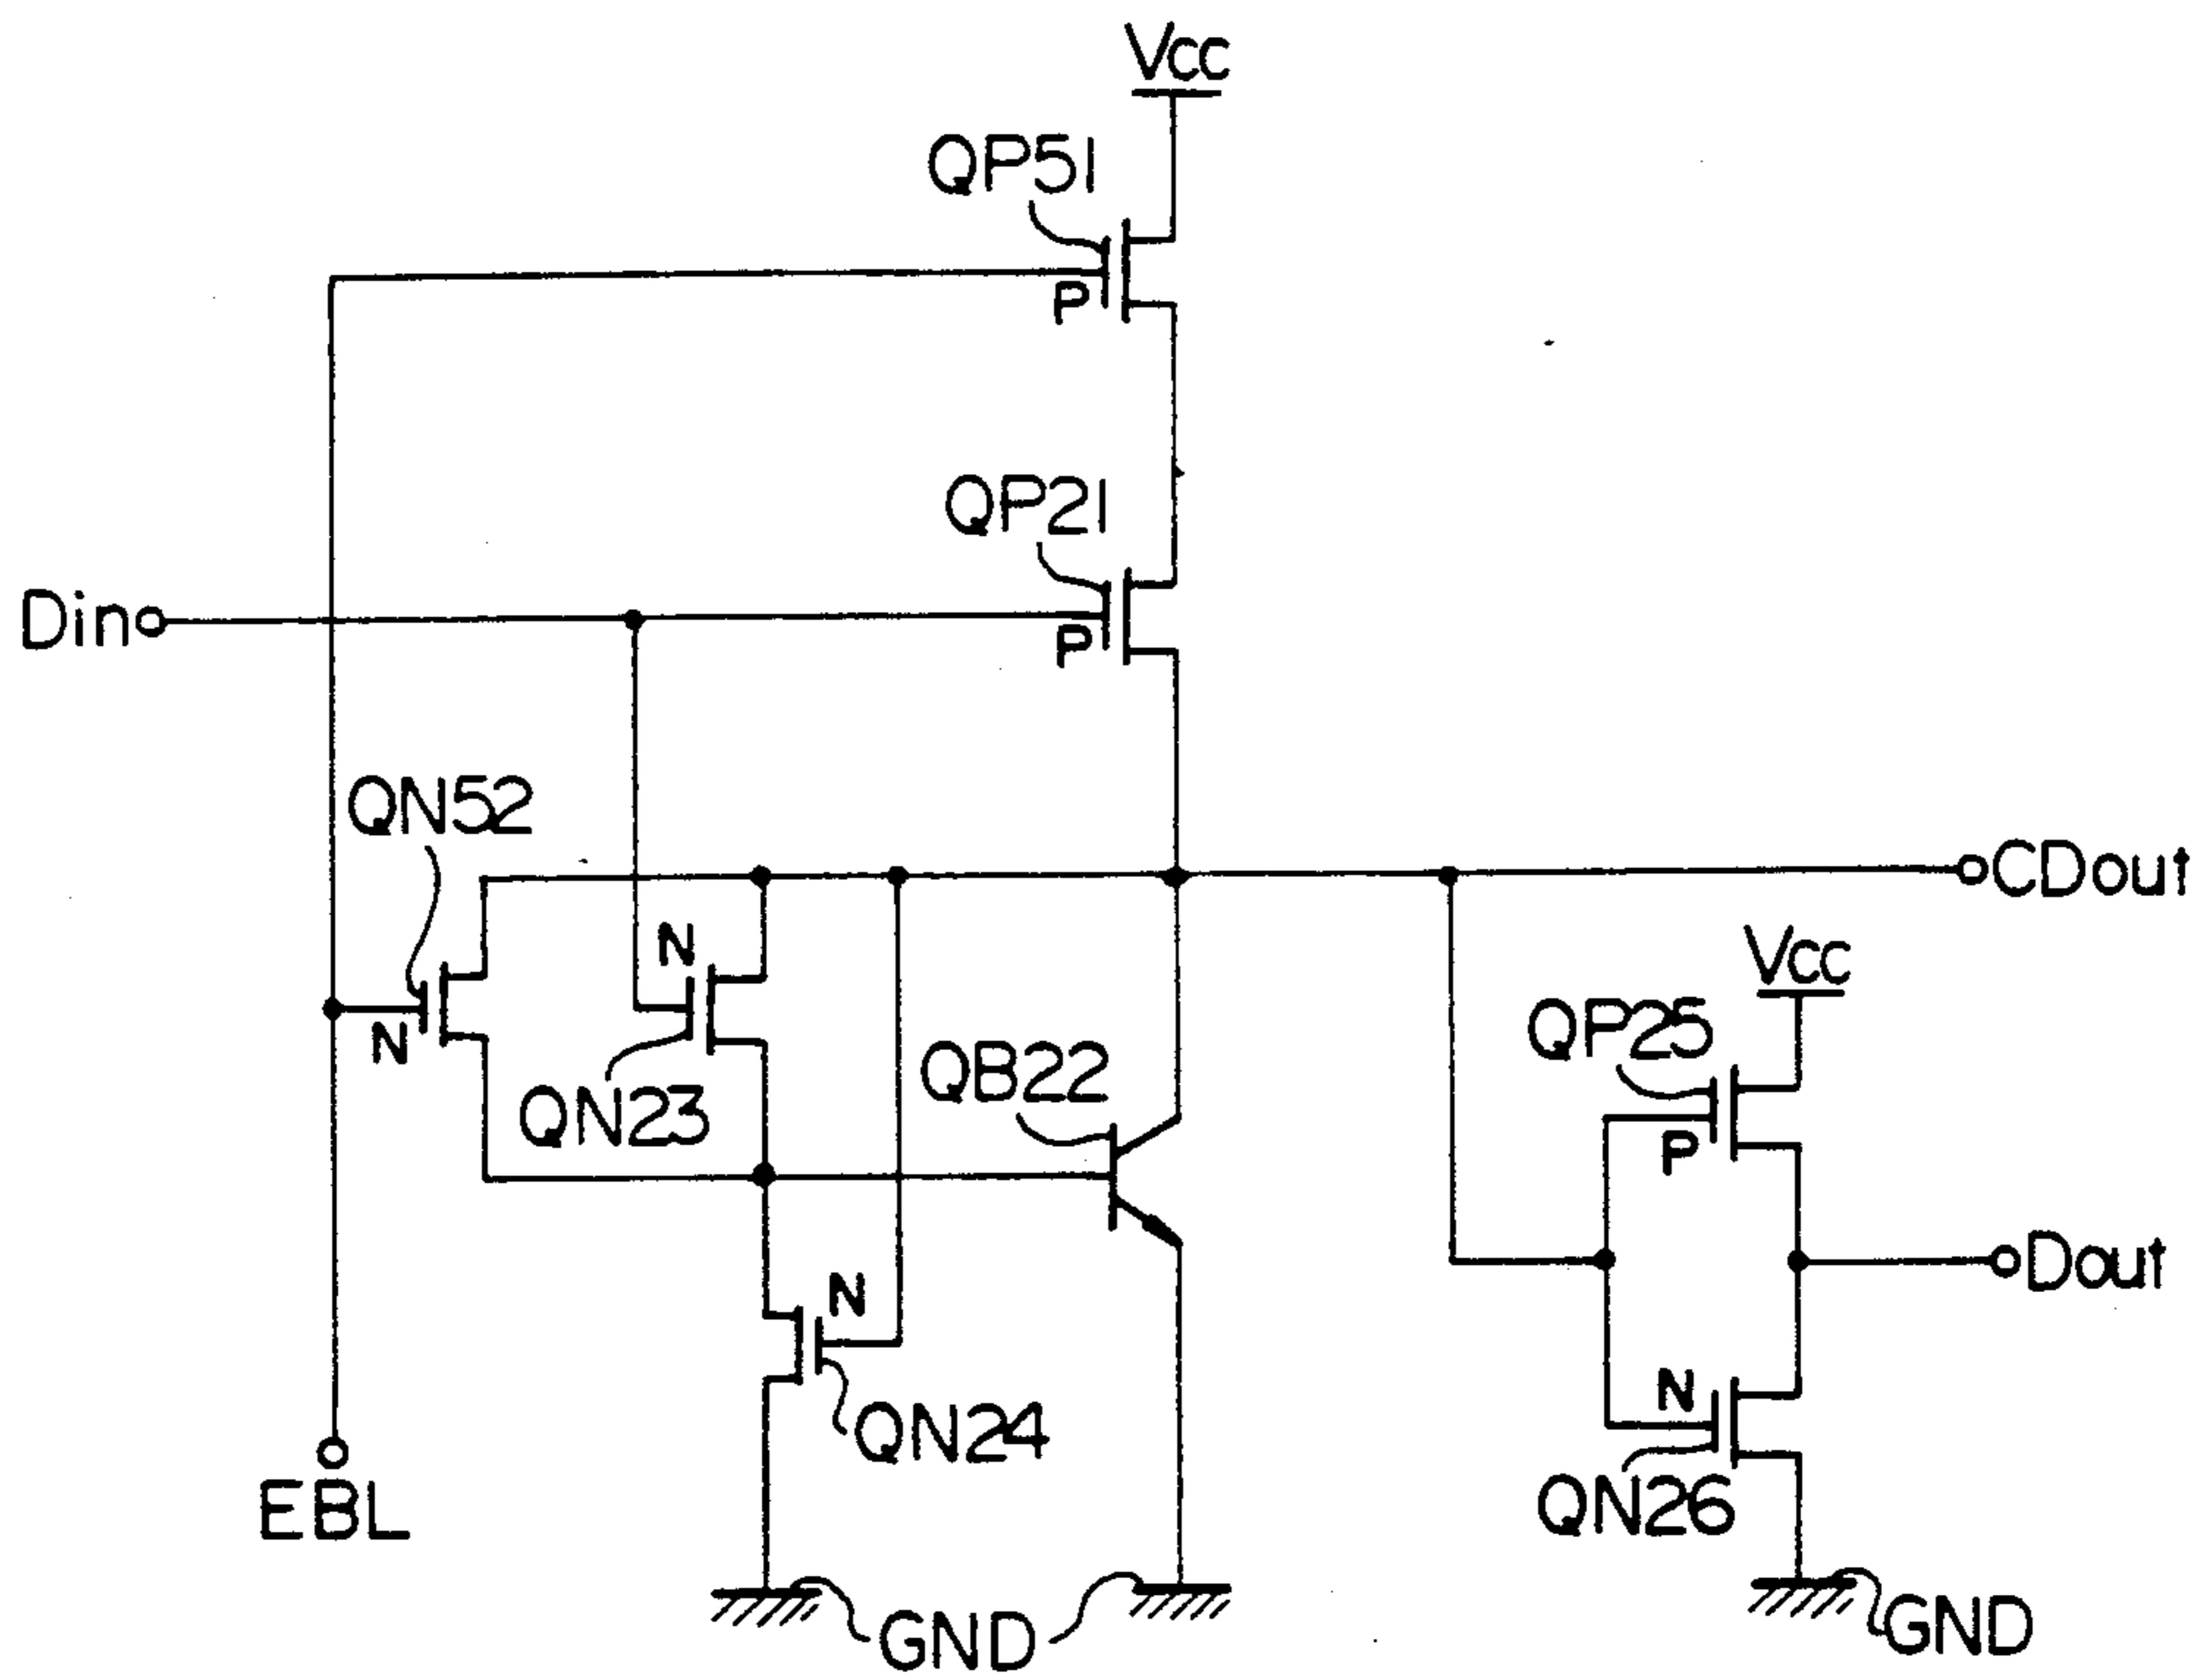 Vcc
QP51
P
QP21
Din
P
QN52
CDout
N
Vcc
QP25
N
QB22
QN23
P
Dout
N
N
QN24
QN26
EBL
GND
GND